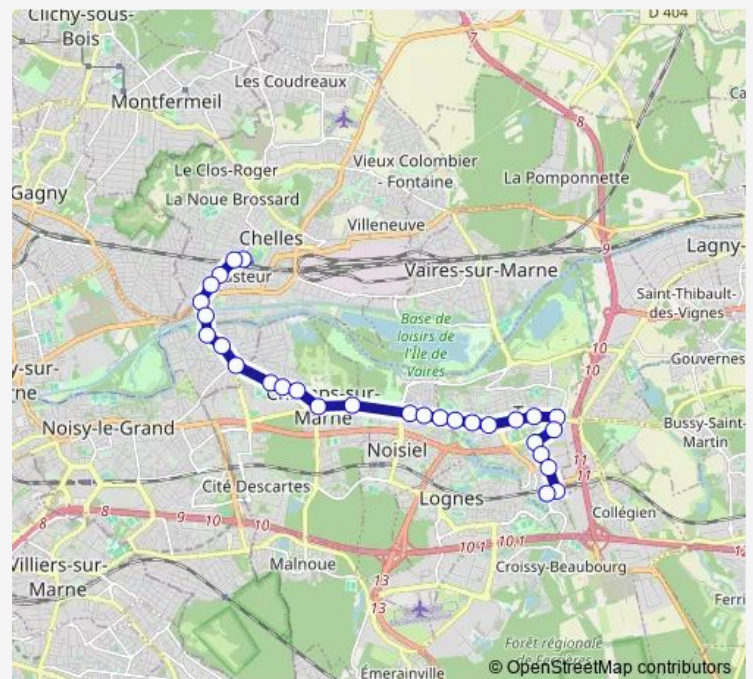 Clichy-sous-
Bois
D 404
7
Les Coudreaux
Montfermeil
8
Vieux Colombier
- Fontaine
Le Clos-Roger
La Pomponnette
Gagny
La Noue Brossard
Villeneuve
Chelles
9
Lagny-
Vaires-sur-Marne
Saint-Thibault-
des-Vignes
Base de
loisirs de
l'Île de
Vaires
10
Gouvernes
10
Marne
Noisy-le-Grand
Bussy-Saint-
Martin
Noisiel
11
11
Cité Descartes
Lognes
Collégien
8
9
10
10
10.1
10.1
Villiers-sur-
Marne
Malnoue
13
13
Croissy-Beaubourg
Ferri
Forêt régionale
Émerainville
© OpenStreetMap contributors